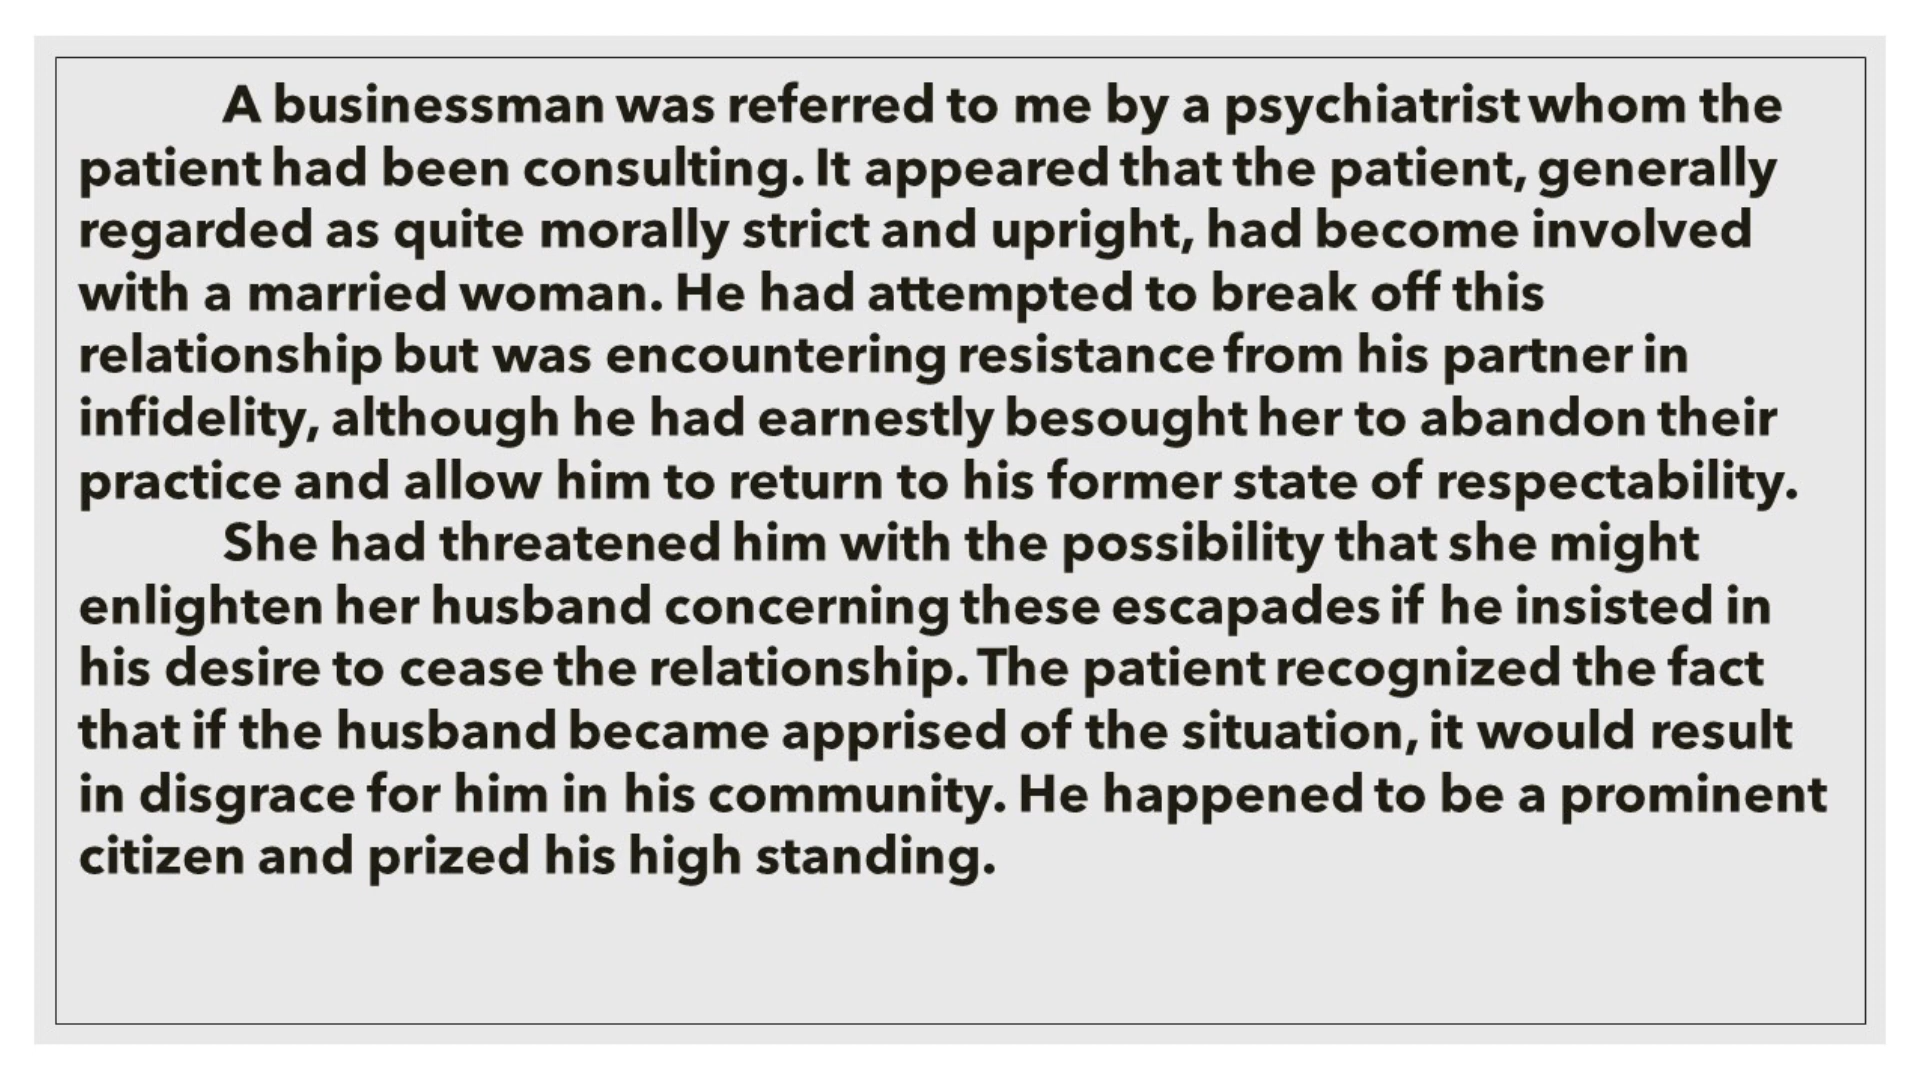 A businessman was referred to me by a psychiatrist whom the
patient had been consulting. It appeared that the patient, generally
regarded as quite morally strict and upright, had become involved
with a married woman. He had attempted to break off this
relationship but was encountering resistance from his partner in
infidelity, although he had earnestly besought her to abandon their
practice and allow him to return to his former state of respectability.
She had threatened him with the possibility that she might
enlighten her husband concerning these escapades if he insisted in
his desire to cease the relationship. The patient recognized the fact
that if the husband became apprised of the situation, it would result
in disgrace for him in his community. He happened to be a prominent
citizen and prized his high standing.